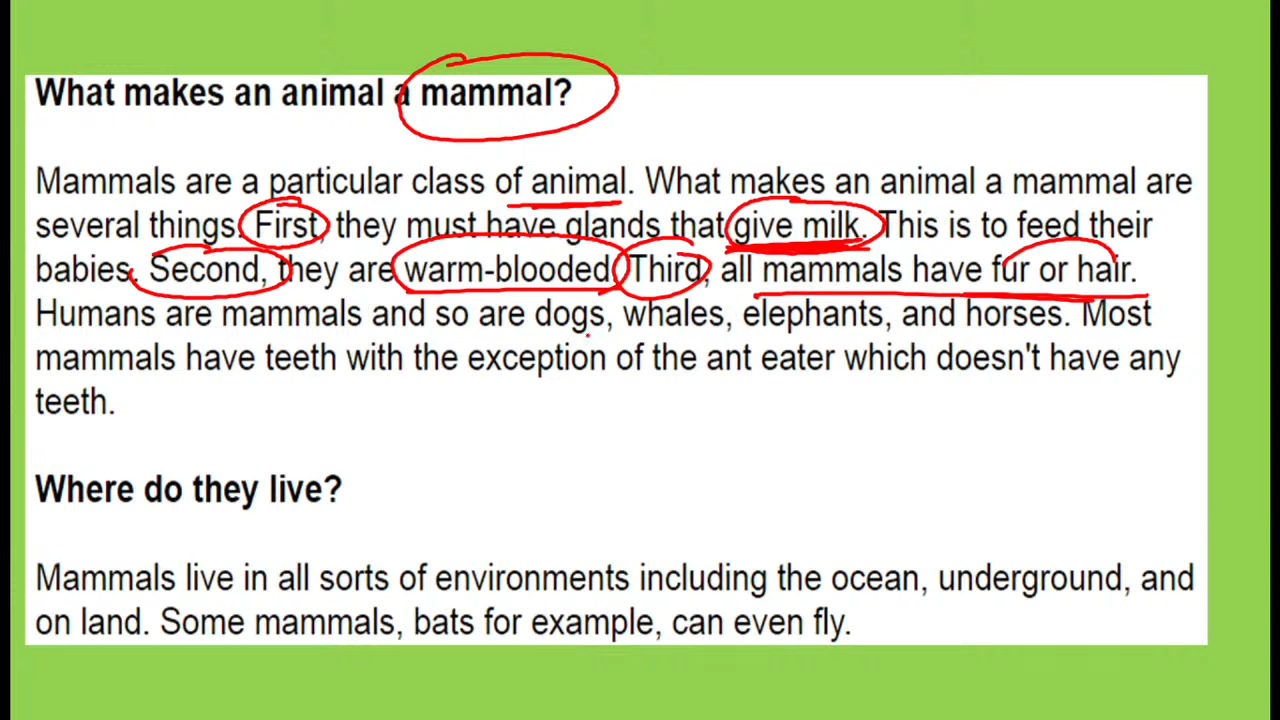 What makes an animal a mammal?
Mammals are a particular class of animal. What makes an animal a mammal are
several things. First, they must have glands that give milk. This is to feed their
babies. Second, they are warm-blooded. Third, all mammals have fur or hair.
Humans are mammals and so are dogs, whales, elephants, and horses. Most
mammals have teeth with the exception of the ant eater which doesn't have any
teeth.
Where do they live?
Mammals live in all sorts of environments including the ocean, underground, and
on land. Some mammals, bats for example, can even fly.